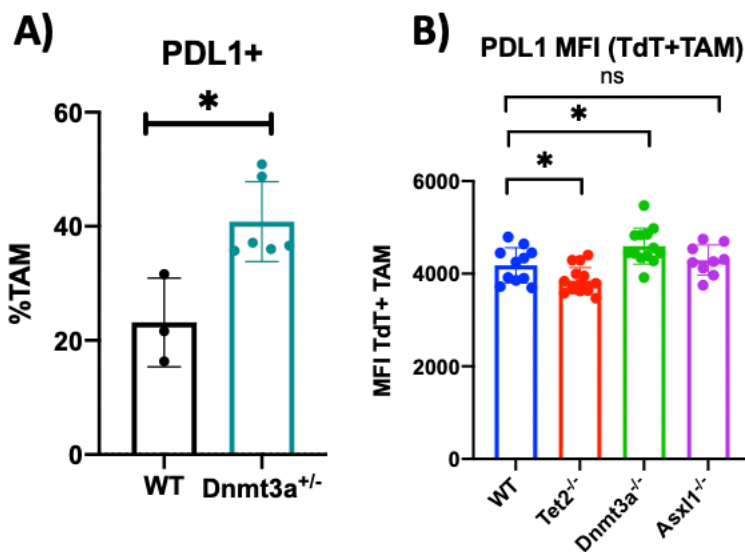 A)
PDL1+
*
60
40
20
0
%TAM
WT
Dnmt3a+/-
B)
PDL1 MFI (TdT+TAM)
ns
*
*
6000
4000
2000
0
MFI TdT+ TAM
WT
Tet2-/-
Dnmt3a-/-
Asxl1-/-